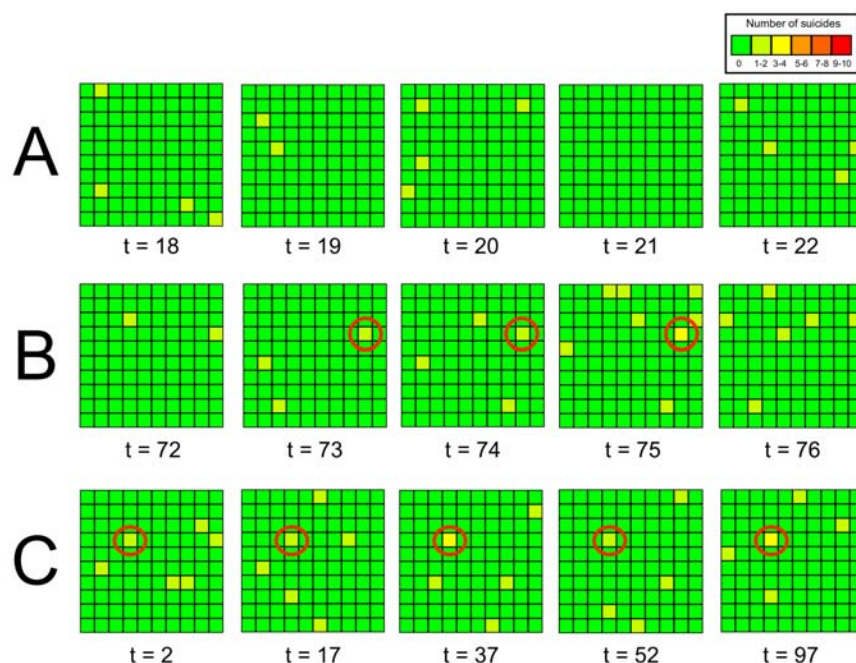 Number of suicides
0 1-2 3-4 5-6 7-8 9-10
A
t = 18 t = 19 t = 20 t = 21 t = 22
B
t = 72 t = 73 t = 74 t = 75 t = 76
C
t = 2 t = 17 t = 37 t = 52 t = 97